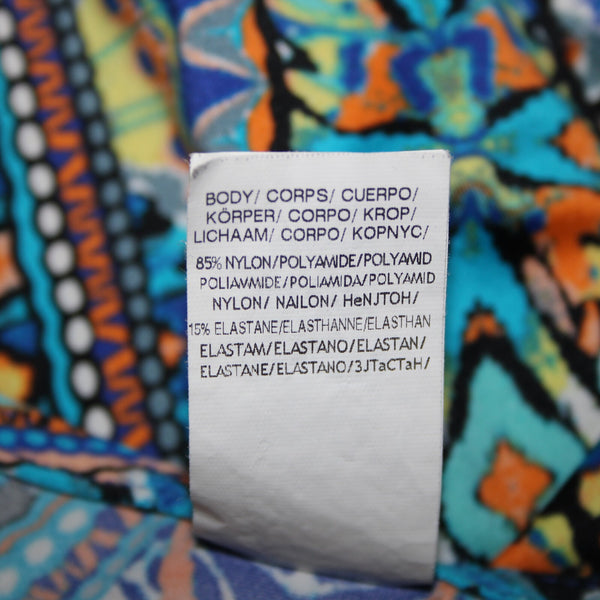 BODY/ CORPS/ CUERPO/
KÖRPER/ CORPO/ KROP/
LICHAAM/ CORPO/ KOPNYC/
85% NYLON/POLYAMIDE/POLYAMID
POLIAMMIDE/POLIAMIDA/POLYAMID
NYLON/ NAILON/ HeNJTOH/
15% ELASTANE/ELASTHANNE/ELASTHAN
ELASTAM/ELASTANO/ELASTAN/
ELASTANE/ELASTANO/3JTaCTaH/